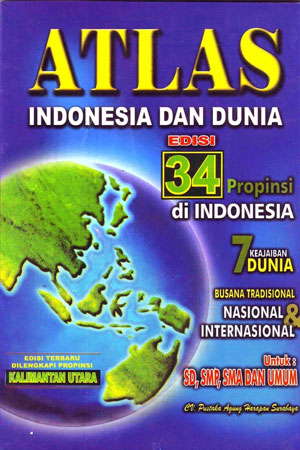 ATLAS
INDONESIA DAN DUNIA
EDISI
34 Propinsi
di INDONESIA
7 KEAJAIBAN
DUNIA
BUSANA TRADISIONAL
NASIONAL &
INTERNASIONAL
EDISI TERBARU
DILENGKAPI PROPINSI
KALIMANTAN UTARA
Untuk :
SD, SMP, SMA DAN UMUM
CV. Pustaka Agung Harapan Surabaya